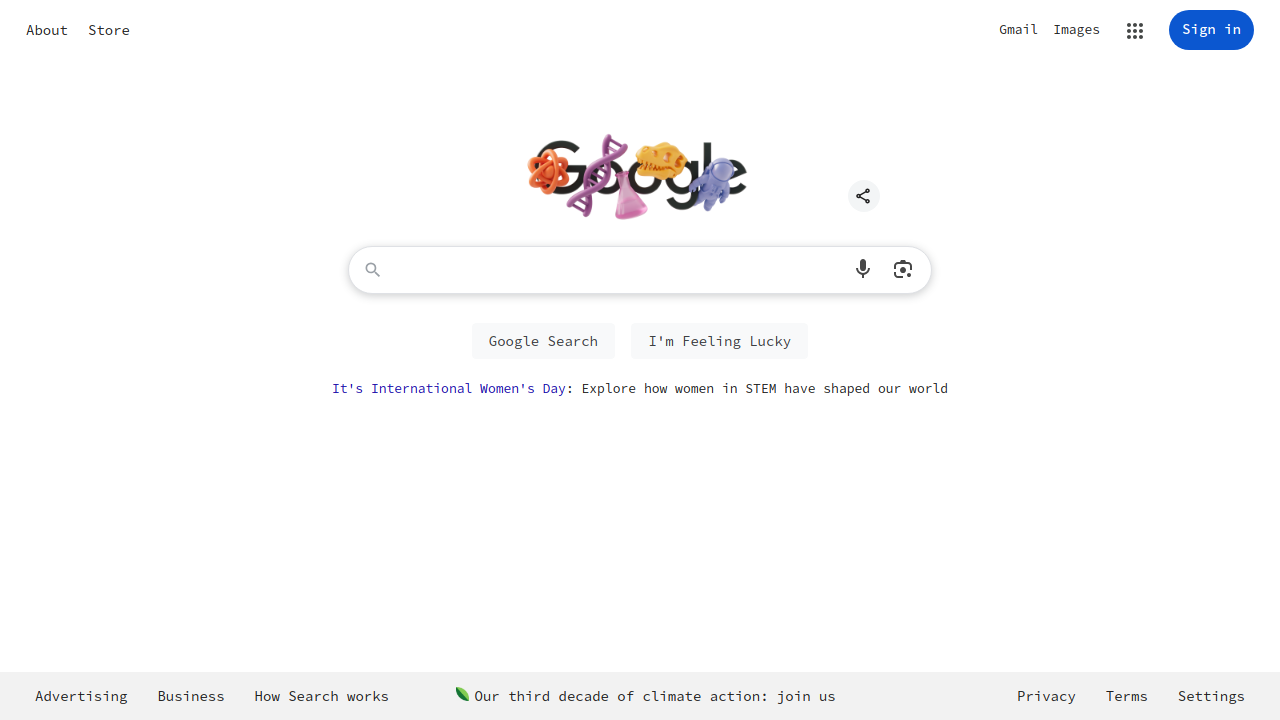 About Store Gmail Images Sign in
Google
Google Search I'm Feeling Lucky
It's International Women's Day: Explore how women in STEM have shaped our world
Advertising Business How Search works Our third decade of climate action: join us Privacy Terms Settings